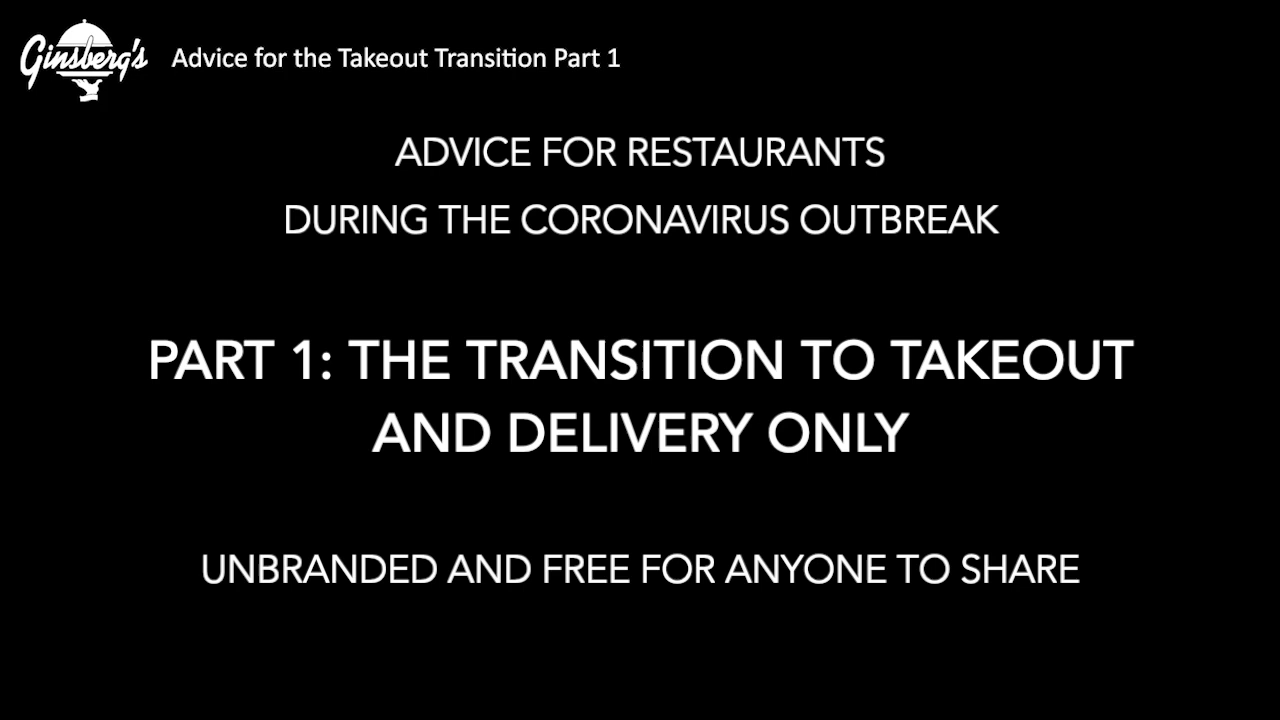 Ginsberg's
Advice for the Takeout Transition Part 1
ADVICE FOR RESTAURANTS
DURING THE CORONAVIRUS OUTBREAK
PART 1: THE TRANSITION TO TAKEOUT
AND DELIVERY ONLY
UNBRANDED AND FREE FOR ANYONE TO SHARE